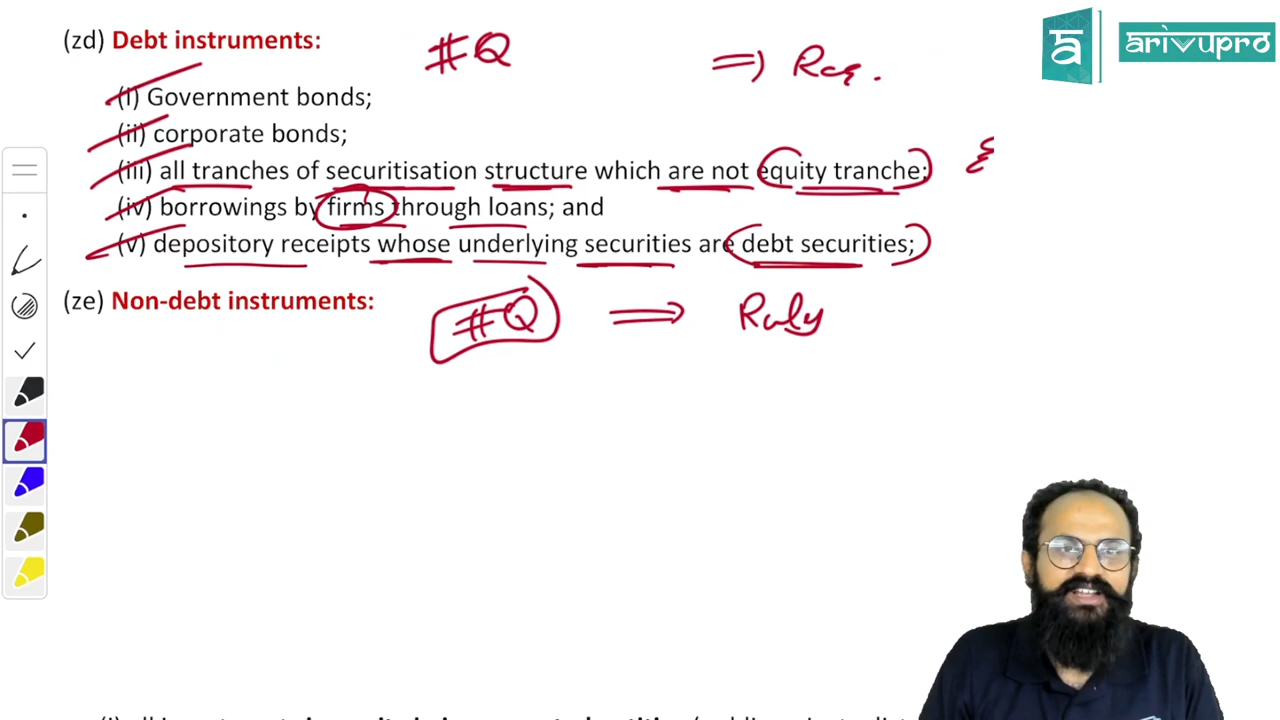 (zd) Debt instruments: #Q ⇒ Reg.
arivupro
(i) Government bonds;
(ii) corporate bonds;
(iii) all tranches of securitisation structure which are not equity tranche;
(iv) borrowings by firms through loans; and
(v) depository receipts whose underlying securities are debt securities;
(ze) Non-debt instruments: #Q ⇒ Rules